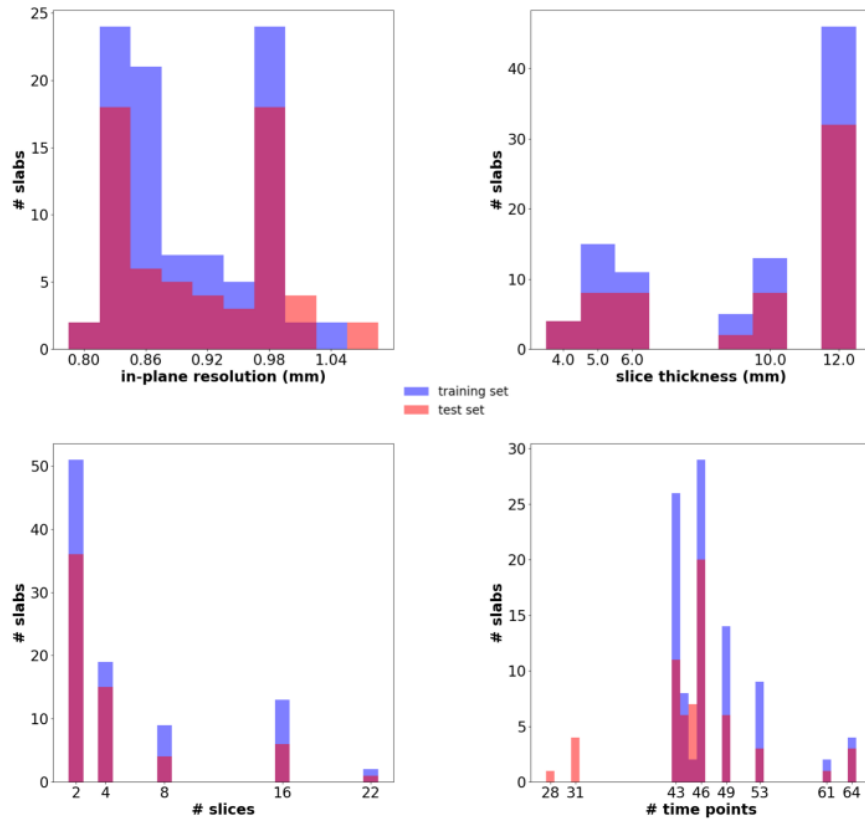 25
20
15
10
5
0
# slabs
0.80 0.86 0.92 0.98 1.04
in-plane resolution (mm)
40
30
20
10
0
# slabs
4.0 5.0 6.0 10.0 12.0
slice thickness (mm)
training set
test set
50
40
30
20
10
0
# slabs
2 4 8 16 22
# slices
30
25
20
15
10
5
0
# slabs
28 31 43 46 49 53 61 64
# time points